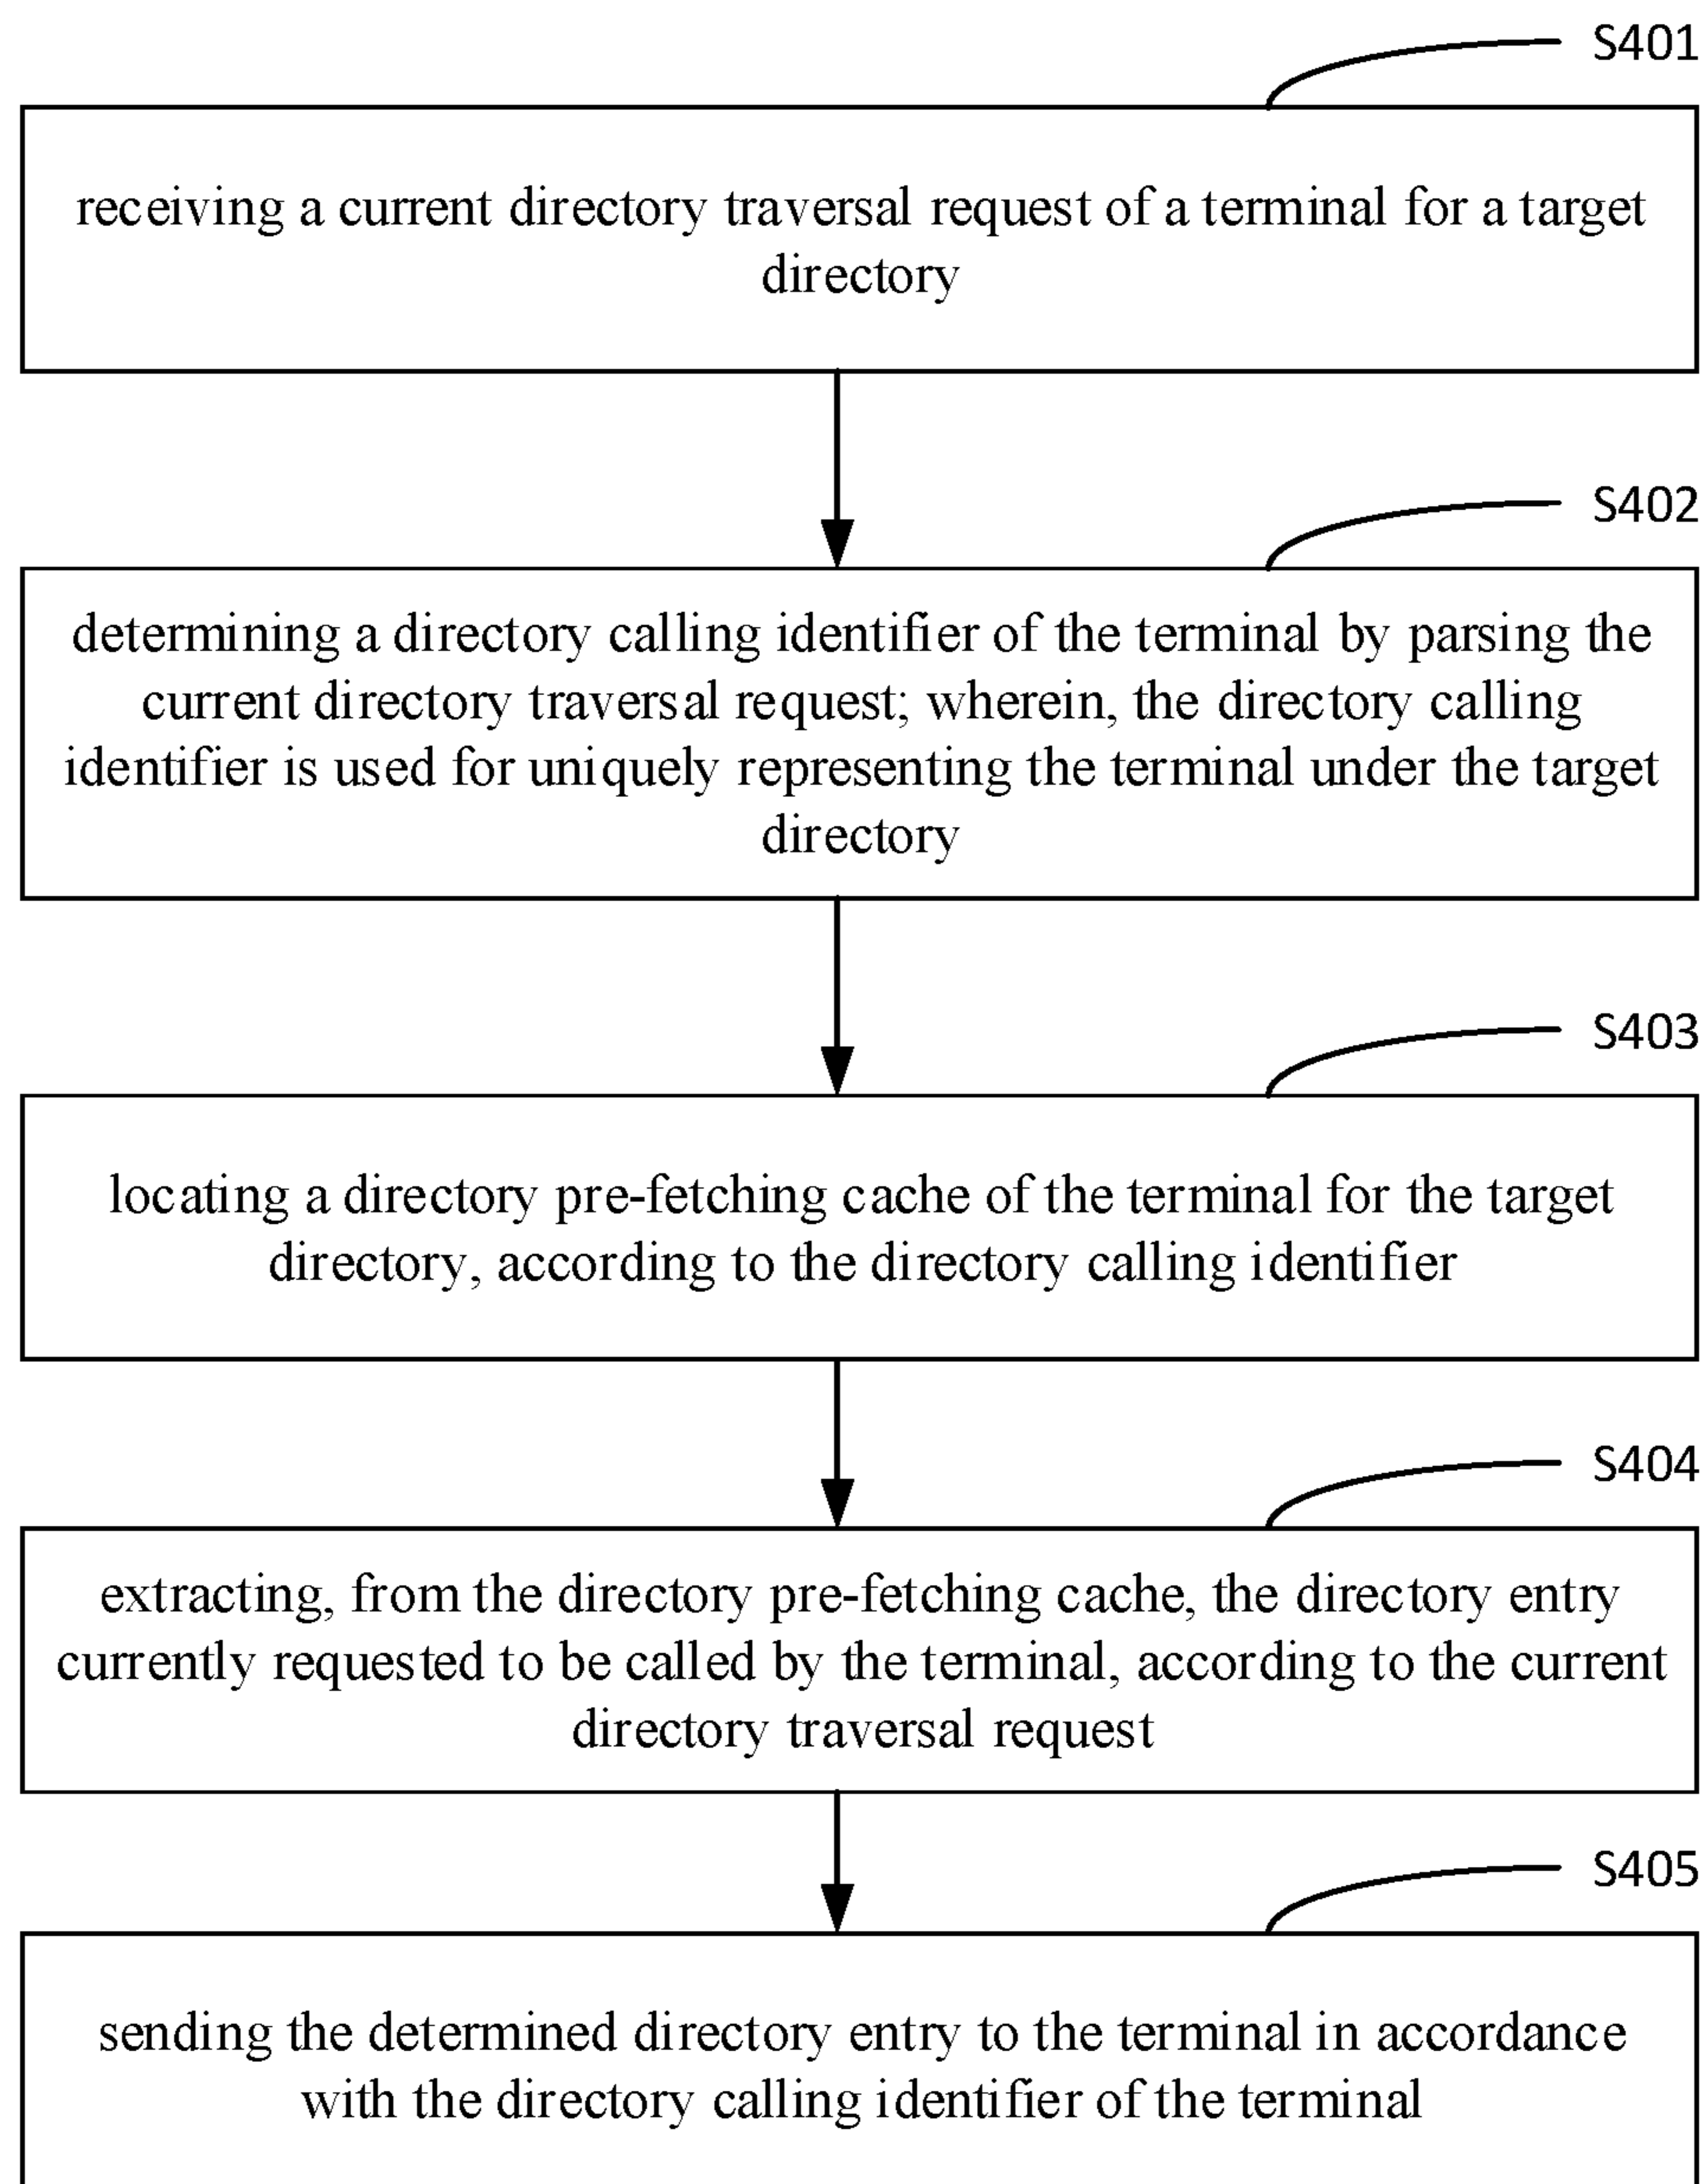 S401
receiving a current directory traversal request of a terminal for a target
directory
S402
determining a directory calling identifier of the terminal by parsing the
current directory traversal request; wherein, the directory calling
identifier is used for uniquely representing the terminal under the target
directory
S403
locating a directory pre-fetching cache of the terminal for the target
directory, according to the directory calling identifier
S404
extracting, from the directory pre-fetching cache, the directory entry
currently requested to be called by the terminal, according to the current
directory traversal request
S405
sending the determined directory entry to the terminal in accordance
with the directory calling identifier of the terminal